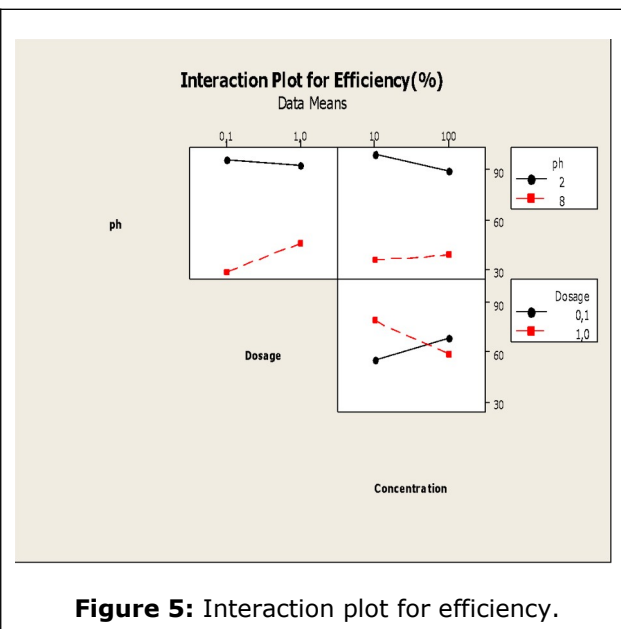 Interaction Plot for Efficiency(%)
Data Means
0,1 1,0 10 100
ph
90
60
30
ph
2
8
Dosage
90
60
30
Dosage
0,1
1,0
Concentration
Figure 5: Interaction plot for efficiency.